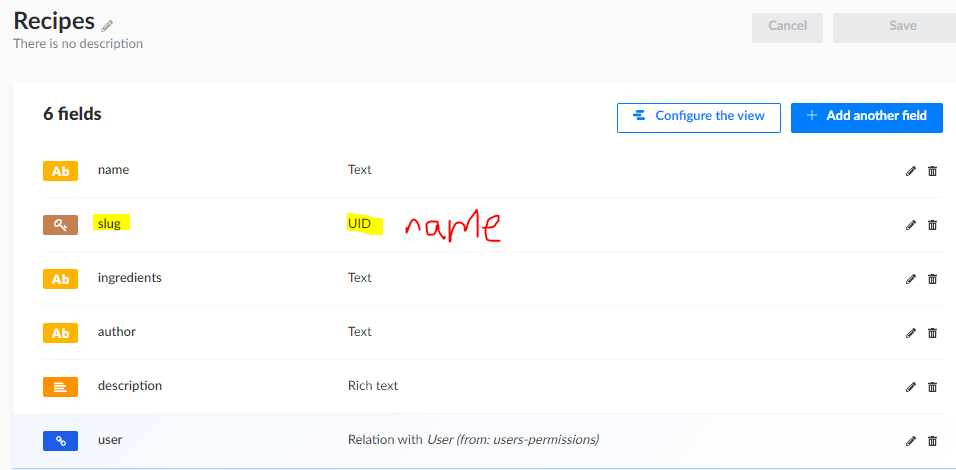 Recipes
There is no description
Cancel
Save
6 fields
Configure the view
+ Add another field
Ab name Text
slug UID name
Ab ingredients Text
Ab author Text
description Rich text
user Relation with User (from: users-permissions)